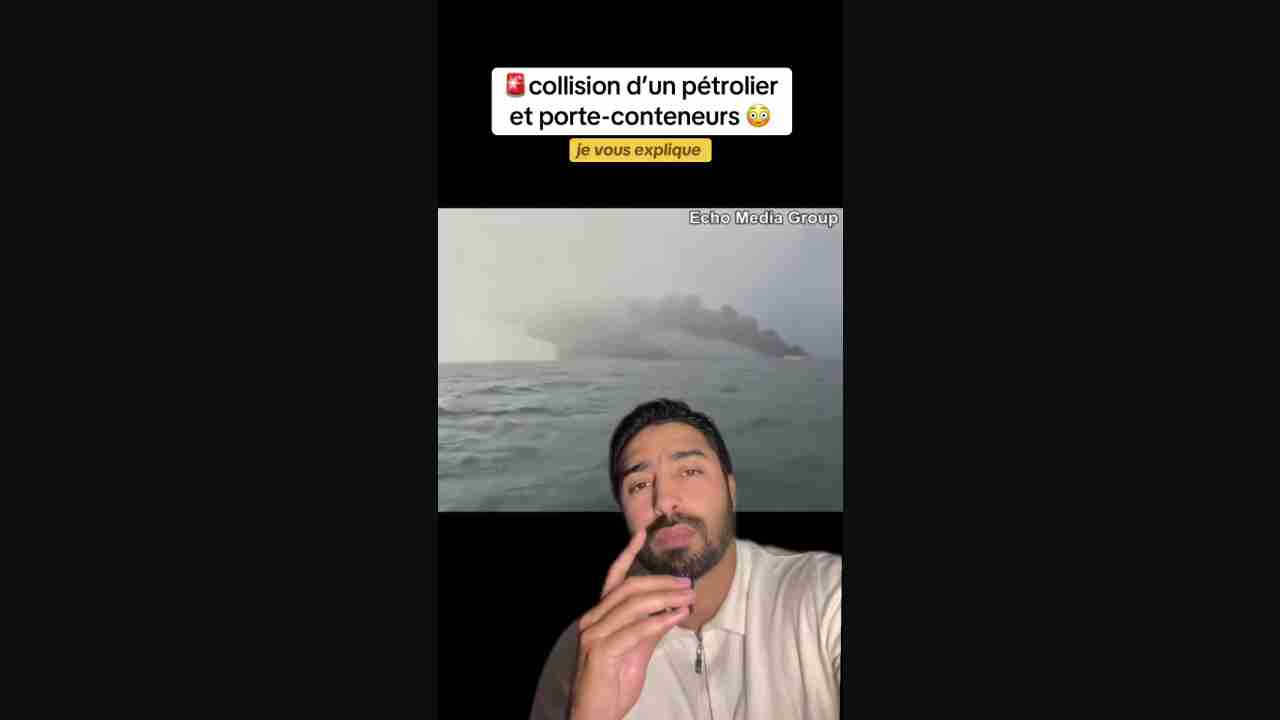 🚨collision d’un pétrolier
et porte-conteneurs 😳
je vous explique
Echo Media Group